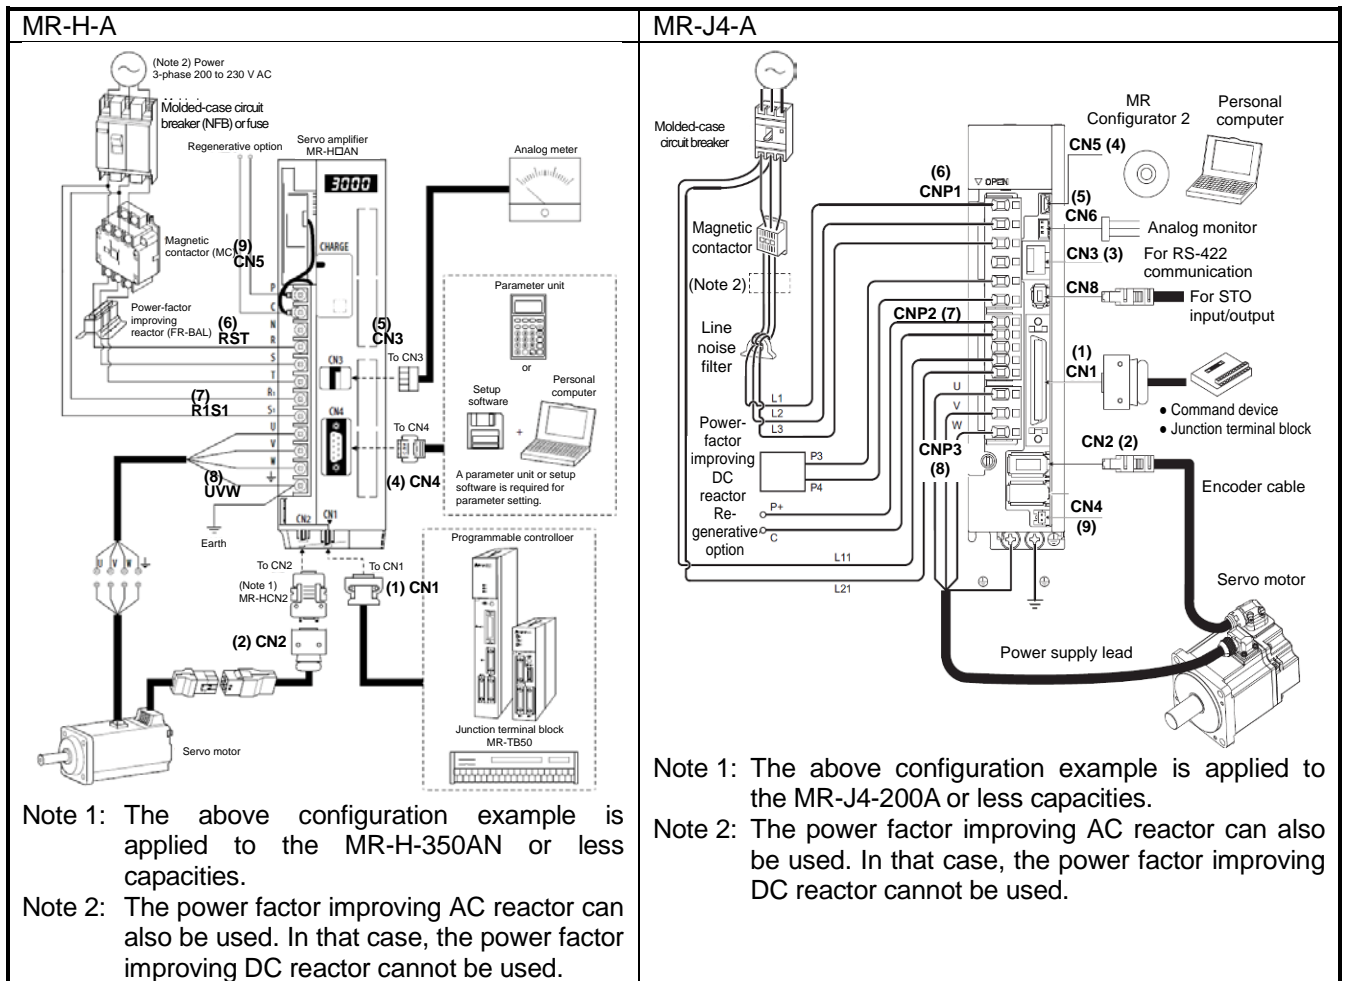 MR-H-A
(Note 2) Power
3-phase 200 to 230 V AC
Molded-case circuit
breaker (NFB) or fuse
Regenerative option
Servo amplifier
MR-H□AN
Analog meter
3000
CHARGE
Magnetic
contactor (MC)
(9)
CN5
P
C
N
R
S
T
R1
S1
U
V
W
Power-factor
improving
reactor (FR-BAL)
(6)
RST
(7)
R1S1
(8)
UVW
Earth
(5)
CN3
CN3
To CN3
CN4
To CN4
(4) CN4
Parameter unit
or
Setup
software
+
Personal
computer
A parameter unit or setup
software is required for
parameter setting.
CN2
CN1
To CN2
To CN1
(Note 1)
MR-HCN2
(1) CN1
(2) CN2
U V W
Programmable controlloer
Junction terminal block
MR-TB50
Servo motor
Note 1: The above configuration example is
applied to the MR-H-350AN or less
capacities.
Note 2: The power factor improving AC reactor can
also be used. In that case, the power factor
improving DC reactor cannot be used.
MR-J4-A
Molded-case
circuit breaker
MR
Configurator 2
Personal
computer
CN5 (4)
(6)
CNP1
▽ OPEN
(5)
CN6
Analog monitor
Magnetic
contactor
CN3 (3)
For RS-422
communication
(Note 2)
CN8
For STO
input/output
CNP2 (7)
Line
noise
filter
(1)
CN1
● Command device
● Junction terminal block
U
V
W
L1
L2
L3
CNP3
(8)
CN2 (2)
Encoder cable
Power-
factor
improving
DC
reactor
P3
P4
Re-
generative
option
P+
C
CN4
(9)
L11
L21
Servo motor
Power supply lead
Note 1: The above configuration example is applied to
the MR-J4-200A or less capacities.
Note 2: The power factor improving AC reactor can also
be used. In that case, the power factor improving
DC reactor cannot be used.